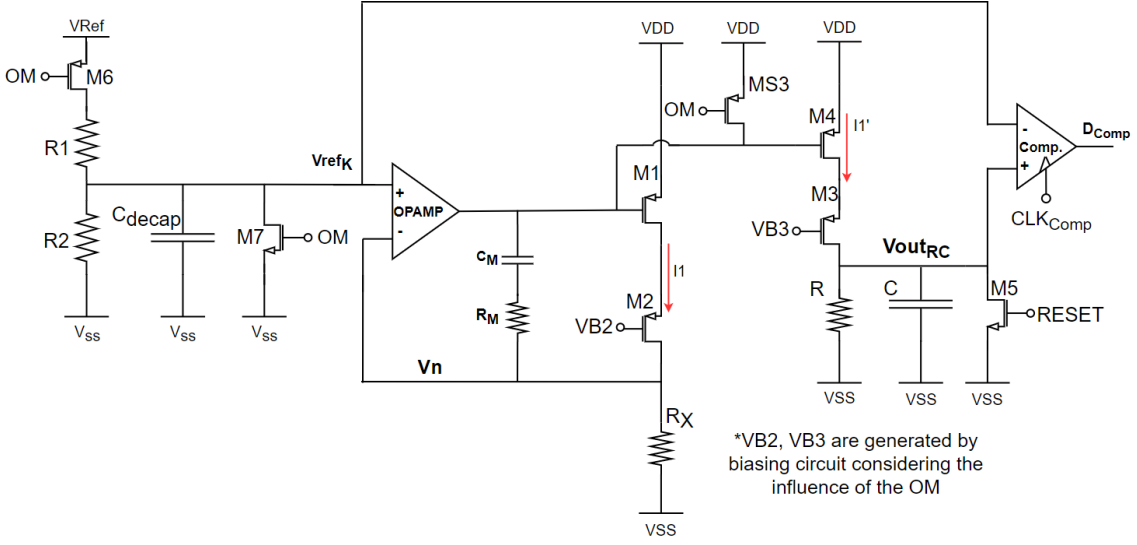 VRef
VDD
VDD
VDD
OM
M6
MS3
OM
M4
I1'
R1
-
Comp.
+
DComp
VrefK
M1
M3
CLKComp
+
OPAMP
-
Cdecap
R2
M7
OM
VB3
VoutRC
CM
I1
R
C
M5
M2
RESET
RM
VB2
VSS
VSS
VSS
Vn
VSS
VSS
VSS
RX
*VB2, VB3 are generated by
biasing circuit considering the
influence of the OM
VSS